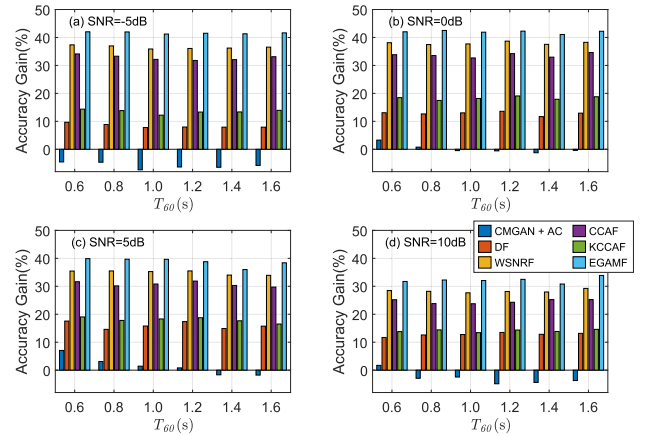 (a) SNR=-5dB
Accuracy Gain(%)
50
40
30
20
10
0
0.6 0.8 1.0 1.2 1.4 1.6
T60(s)
(b) SNR=0dB
Accuracy Gain(%)
50
40
30
20
10
0
0.6 0.8 1.0 1.2 1.4 1.6
T60(s)
(c) SNR=5dB
Accuracy Gain(%)
50
40
30
20
10
0
0.6 0.8 1.0 1.2 1.4 1.6
T60(s)
(d) SNR=10dB
Accuracy Gain(%)
50
40
30
20
10
0
0.6 0.8 1.0 1.2 1.4 1.6
T60(s)
CMGAN + AC
DF
WSNRF
CCAF
KCCAF
EGAMF